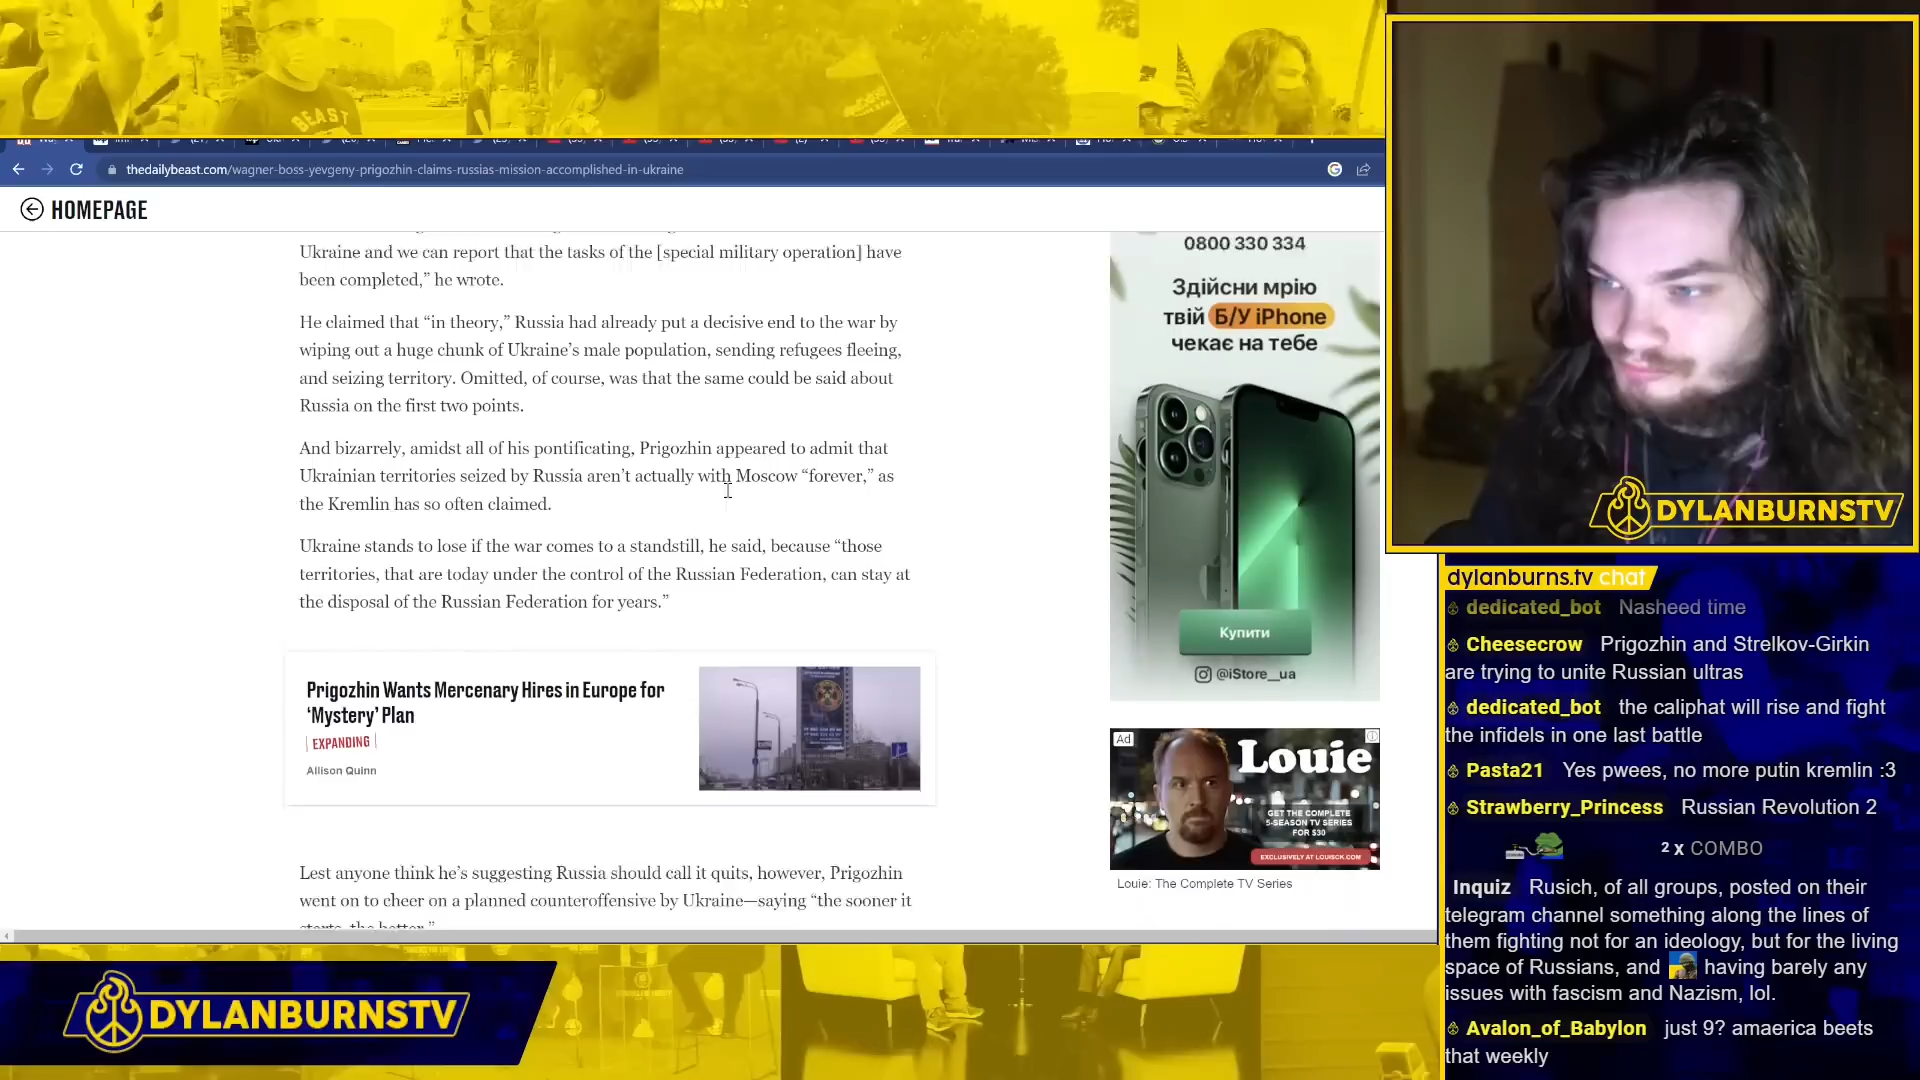 BEAST
thedailybeast.com/wagner-boss-yevgeny-prigozhin-claims-russias-mission-accomplished-in-ukraine
HOMEPAGE
Ukraine and we can report that the tasks of the [special military operation] have
been completed,” he wrote.
He claimed that “in theory,” Russia had already put a decisive end to the war by
wiping out a huge chunk of Ukraine’s male population, sending refugees fleeing,
and seizing territory. Omitted, of course, was that the same could be said about
Russia on the first two points.
And bizarrely, amidst all of his pontificating, Prigozhin appeared to admit that
Ukrainian territories seized by Russia aren’t actually with Moscow “forever,” as
the Kremlin has so often claimed.
Ukraine stands to lose if the war comes to a standstill, he said, because “those
territories, that are today under the control of the Russian Federation, can stay at
the disposal of the Russian Federation for years.”
Prigozhin Wants Mercenary Hires in Europe for
‘Mystery’ Plan
EXPANDING
Allison Quinn
Lest anyone think he’s suggesting Russia should call it quits, however, Prigozhin
went on to cheer on a planned counteroffensive by Ukraine—saying “the sooner it
starts, the better.”
0800 330 334
Здійсни мрію
твій Б/У iPhone
чекає на тебе
Купити
@iStore__ua
Ad
Louie
GET THE COMPLETE
5-SEASON TV SERIES
FOR $30
EXCLUSIVELY AT LOUISCK.COM
Louie: The Complete TV Series
DYLANBURNSTV
dylanburns.tv chat
dedicated_bot Nasheed time
Cheesecrow Prigozhin and Strelkov-Girkin
are trying to unite Russian ultras
dedicated_bot the caliphat will rise and fight
the infidels in one last battle
Pasta21 Yes pwees, no more putin kremlin :3
Strawberry_Princess Russian Revolution 2
2 x COMBO
Inquiz Rusich, of all groups, posted on their
telegram channel something along the lines of
them fighting not for an ideology, but for the living
space of Russians, and having barely any
issues with fascism and Nazism, lol.
Avalon_of_Babylon just 9? amaerica beets
that weekly
DYLANBURNSTV